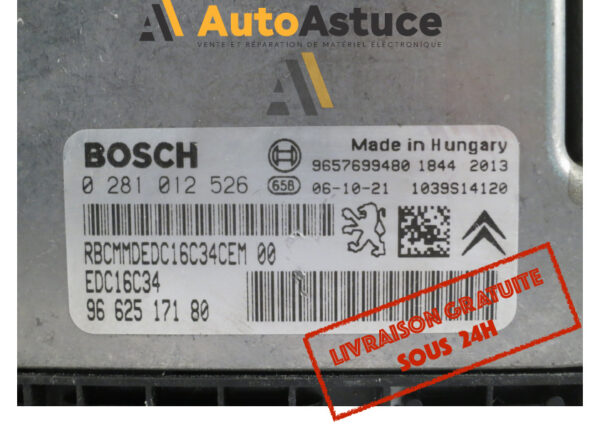 AutoAstuce
VENTE ET RÉPARATION DE MATÉRIEL ÉLECTRONIQUE
BOSCH
Made in Hungary
9657699480 1844 2013
0 281 012 526
658 06-10-21 1039S14120
RBCMMDEDC16C34CEM 00
EDC16C34
96 625 171 80
LIVRAISON GRATUITE
SOUS 24H